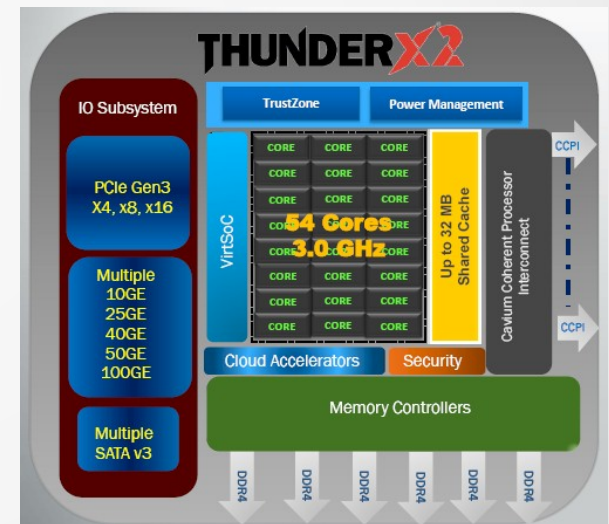 THUNDERX2
IO Subsystem
PCIe Gen3
X4, x8, x16
Multiple
10GE
25GE
40GE
50GE
100GE
Multiple
SATA v3
TrustZone
Power Management
VirtSoC
CORE CORE CORE
CORE CORE CORE
CORE CORE CORE
CORE CORE
CORE CORE
CORE CORE CORE
CORE CORE CORE
CORE CORE CORE
54 Cores
3.0 GHz
Up to 32 MB
Shared Cache
Cavium Coherent Processor
Interconnect
CCPI
CCPI
Cloud Accelerators
Security
Memory Controllers
DDR4 DDR4 DDR4 DDR4 DDR4 DDR4